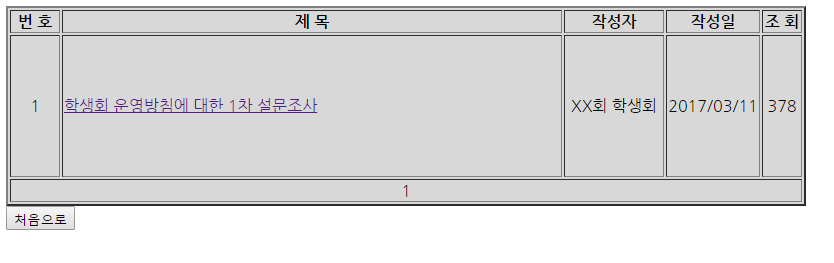 번 호 제 목 작성자 작성일 조 회
1 학생회 운영방침에 대한 1차 설문조사 XX회 학생회 2017/03/11 378
1
처음으로